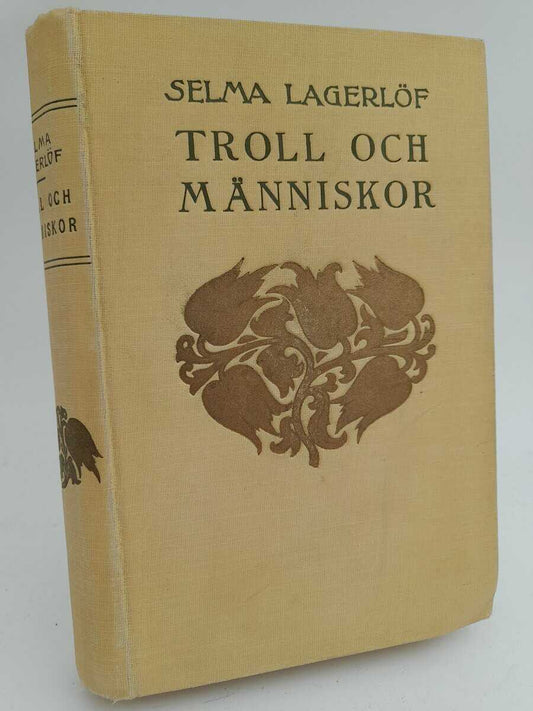 SELMA LAGERLÖF
TROLL OCH
MÄNNISKOR